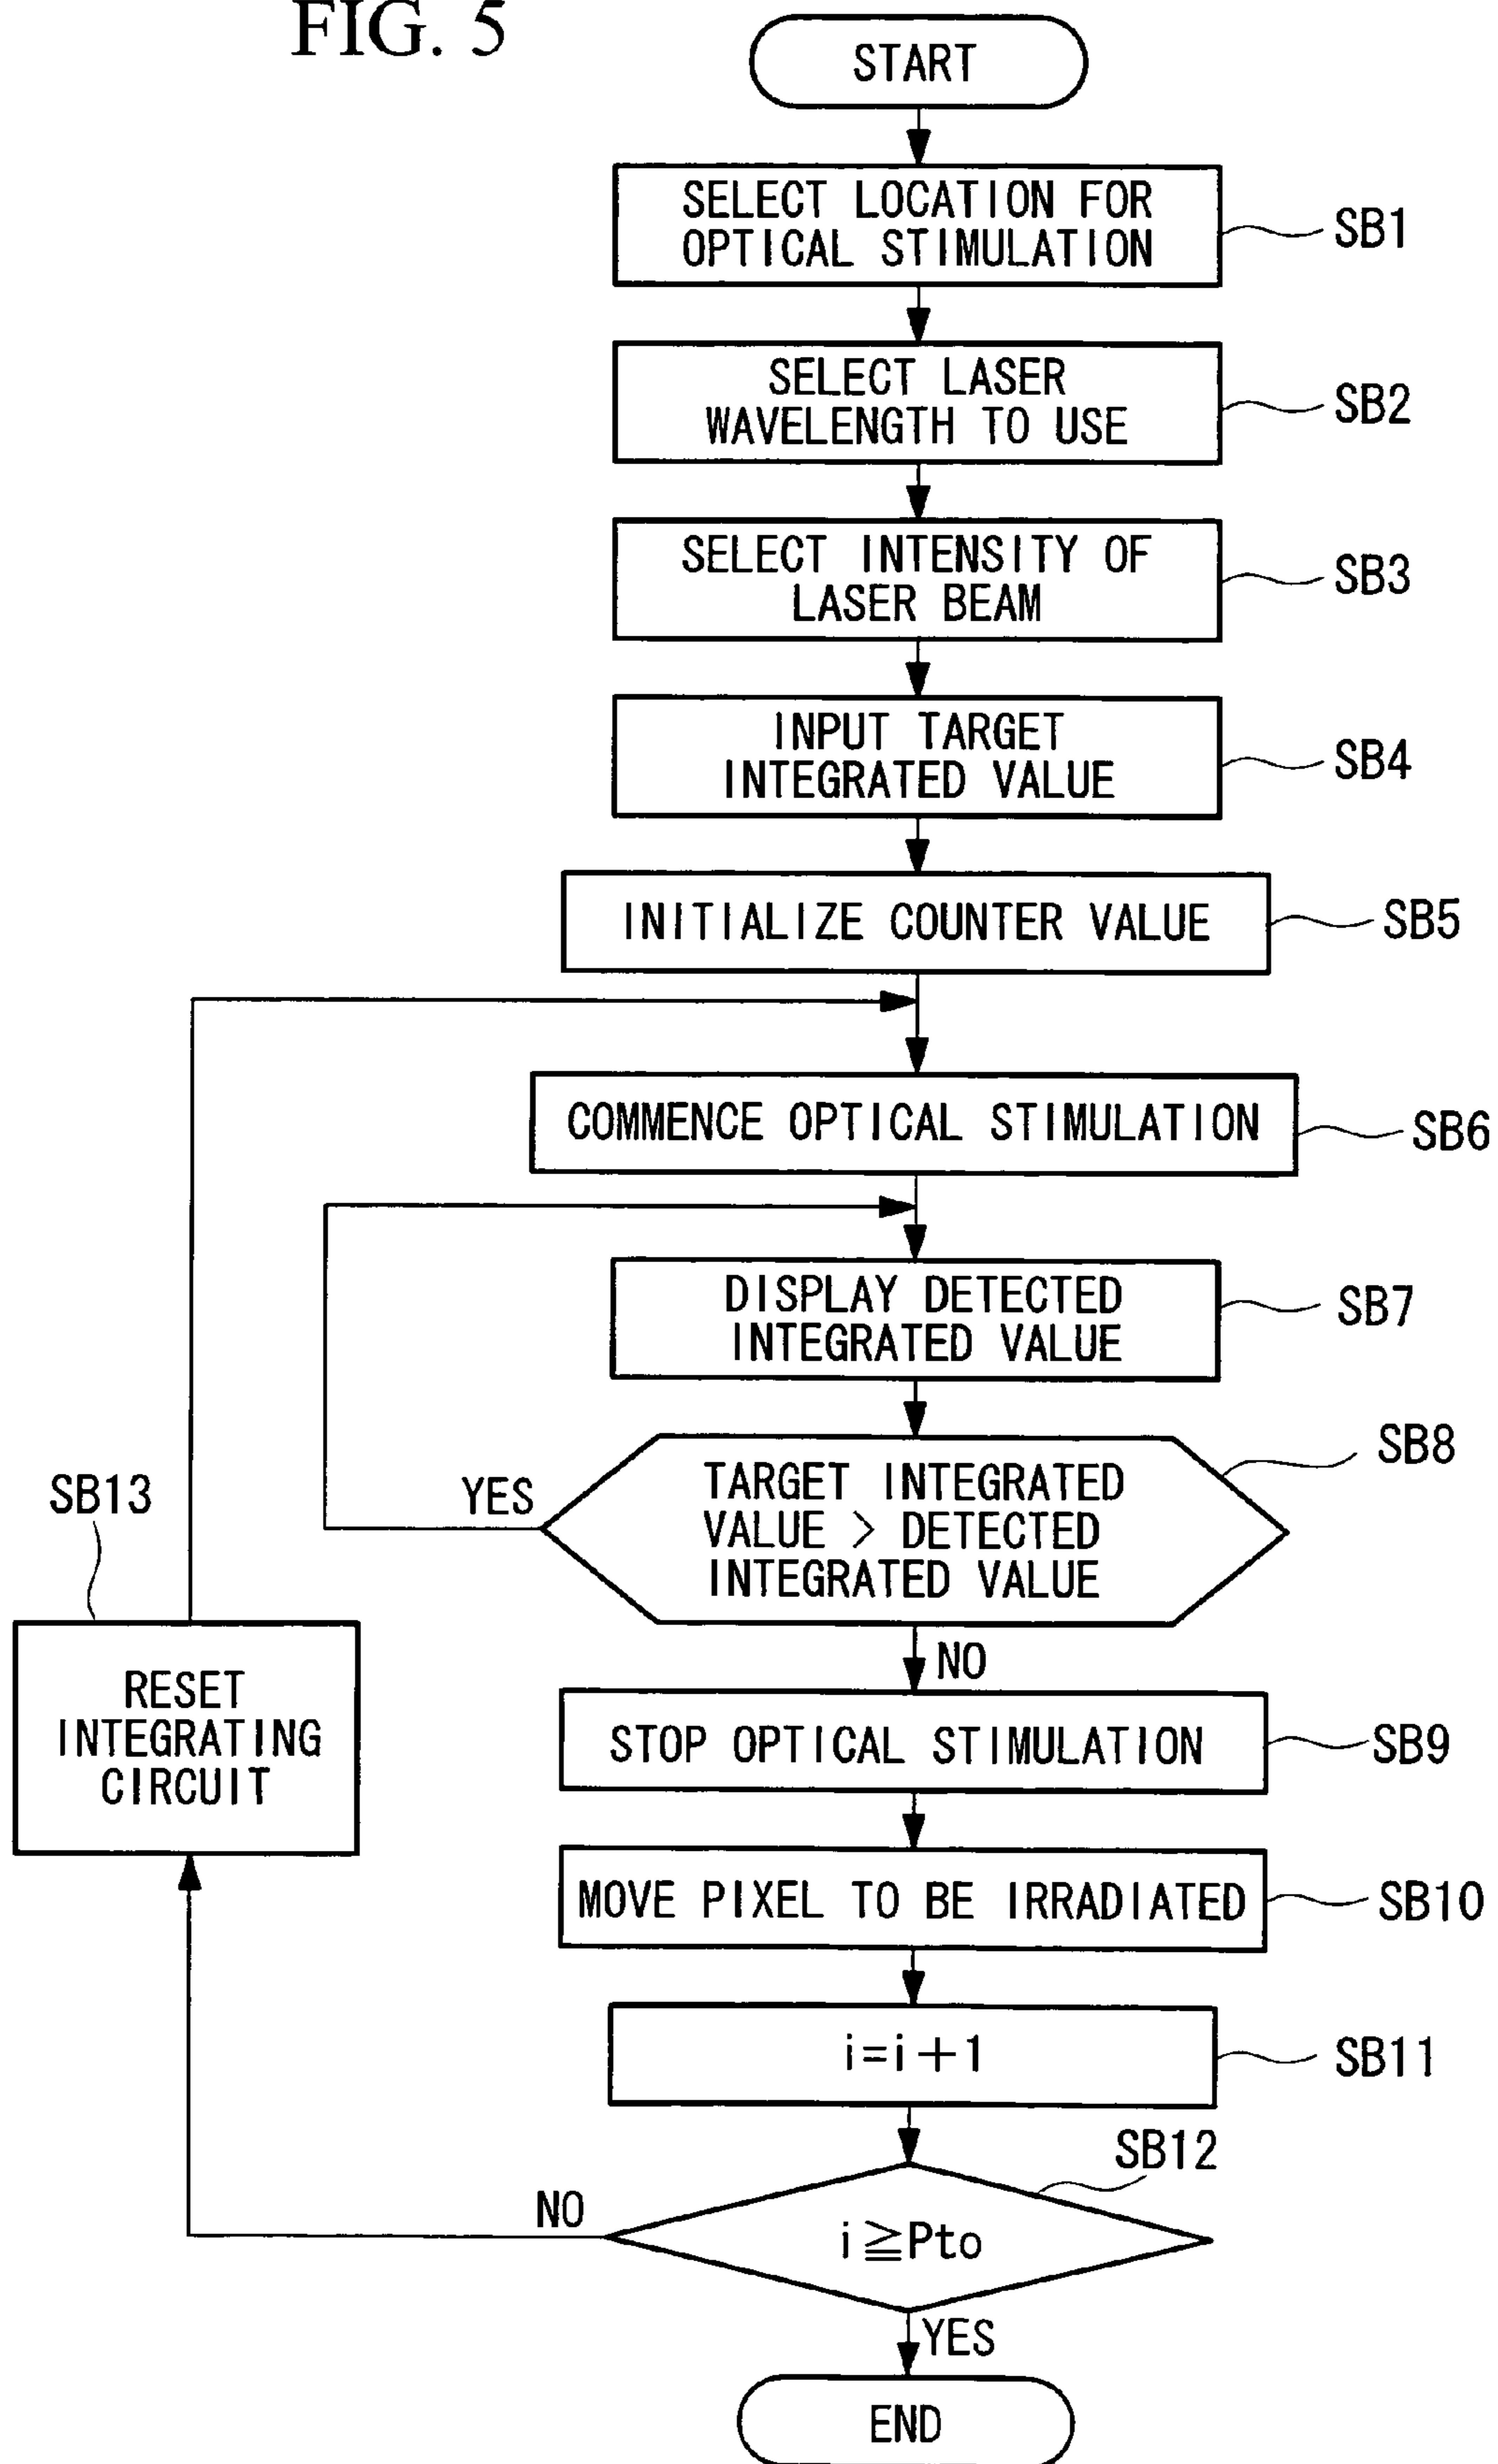 FIG. 5
START
SELECT LOCATION FOR
OPTICAL STIMULATION
SB1
SELECT LASER
WAVELENGTH TO USE
SB2
SELECT INTENSITY OF
LASER BEAM
SB3
INPUT TARGET
INTEGRATED VALUE
SB4
INITIALIZE COUNTER VALUE
SB5
COMMENCE OPTICAL STIMULATION
SB6
DISPLAY DETECTED
INTEGRATED VALUE
SB7
TARGET INTEGRATED
VALUE > DETECTED
INTEGRATED VALUE
SB8
YES
NO
SB13
RESET
INTEGRATING
CIRCUIT
STOP OPTICAL STIMULATION
SB9
MOVE PIXEL TO BE IRRADIATED
SB10
i=i+1
SB11
SB12
NO
i≧Pto
YES
END